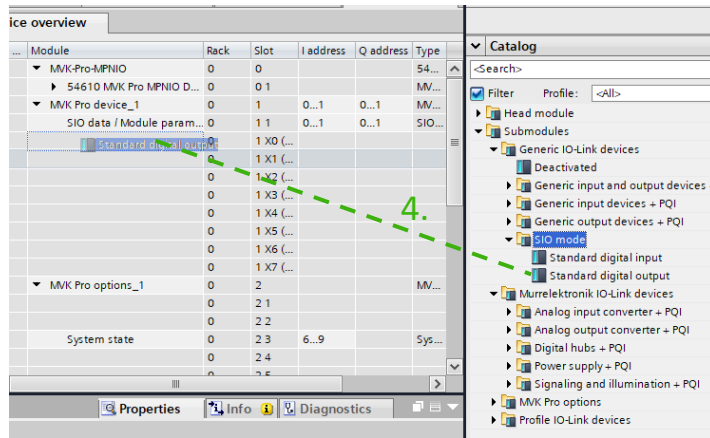 ice overview
... Module Rack Slot I address Q address Type
MVK-Pro-MPNIO 0 0 54...
54610 MVK Pro MPNIO D... 0 0 1 MV...
MVK Pro device_1 0 1 0...1 0...1 MV...
SIO data / Module param... 0 1 1 0...1 0...1 SIO...
Standard digital output 0 1 X0 (...
0 1 X1 (...
0 1 X2 (...
0 1 X3 (...
0 1 X4 (...
0 1 X5 (...
0 1 X6 (...
0 1 X7 (...
MVK Pro options_1 0 2 MV...
0 2 1
0 2 2
System state 0 2 3 6...9 Sys...
0 2 4
0 2 5
4.
Properties Info Diagnostics
Catalog
<Search>
Filter Profile: <All>
Head module
Submodules
Generic IO-Link devices
Deactivated
Generic input and output devices
Generic input devices + PQI
Generic output devices + PQI
SIO mode
Standard digital input
Standard digital output
Murrelektronik IO-Link devices
Analog input converter + PQI
Analog output converter + PQI
Digital hubs + PQI
Power supply + PQI
Signaling and illumination + PQI
MVK Pro options
Profile IO-Link devices